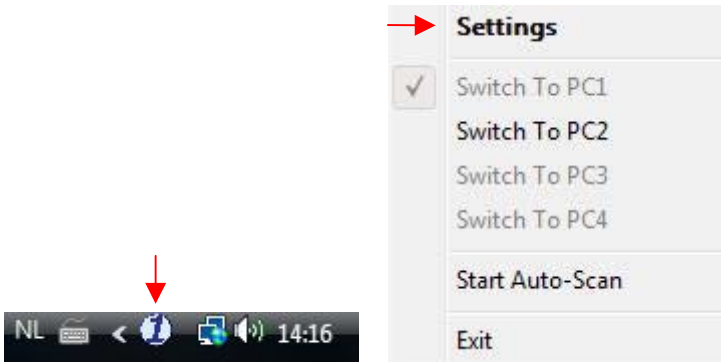 Settings
Switch To PC1
Switch To PC2
Switch To PC3
Switch To PC4
Start Auto-Scan
Exit
NL < 1 14:16